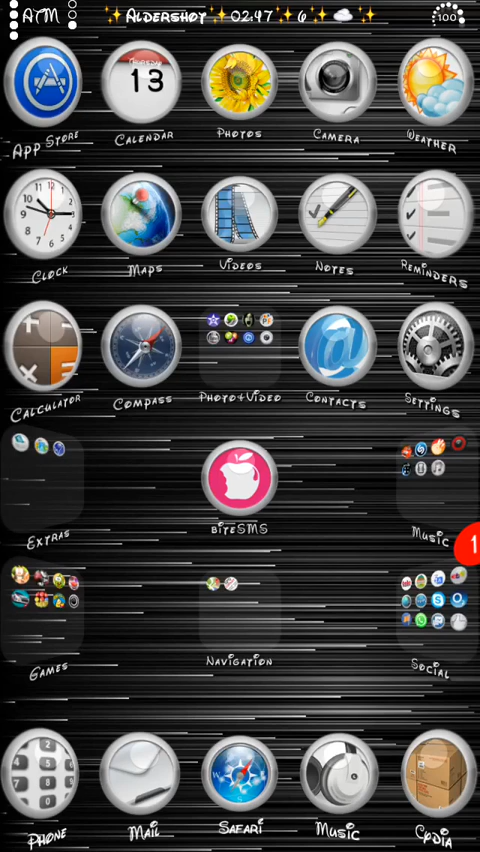 ATM ✨Aldershot✨02.47✨6✨☁✨ 100
13
App Store Calendar Photos Camera Weather
Clock Maps Videos Notes Reminders
Calculator Compass Photo+Video Contacts Settings
Extras biteSMS Music
1
Games Navigation Social
Phone Mail Safari Music Cydia